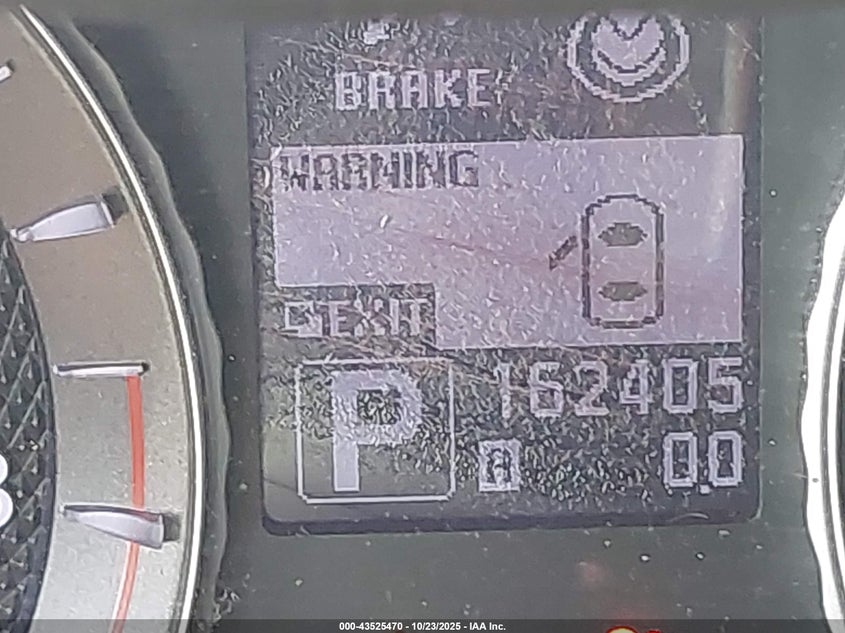 BRAKE
WARNING
EXIT
P
162405
A
0.0
000-43525470 - 10/23/2025 - IAA Inc.